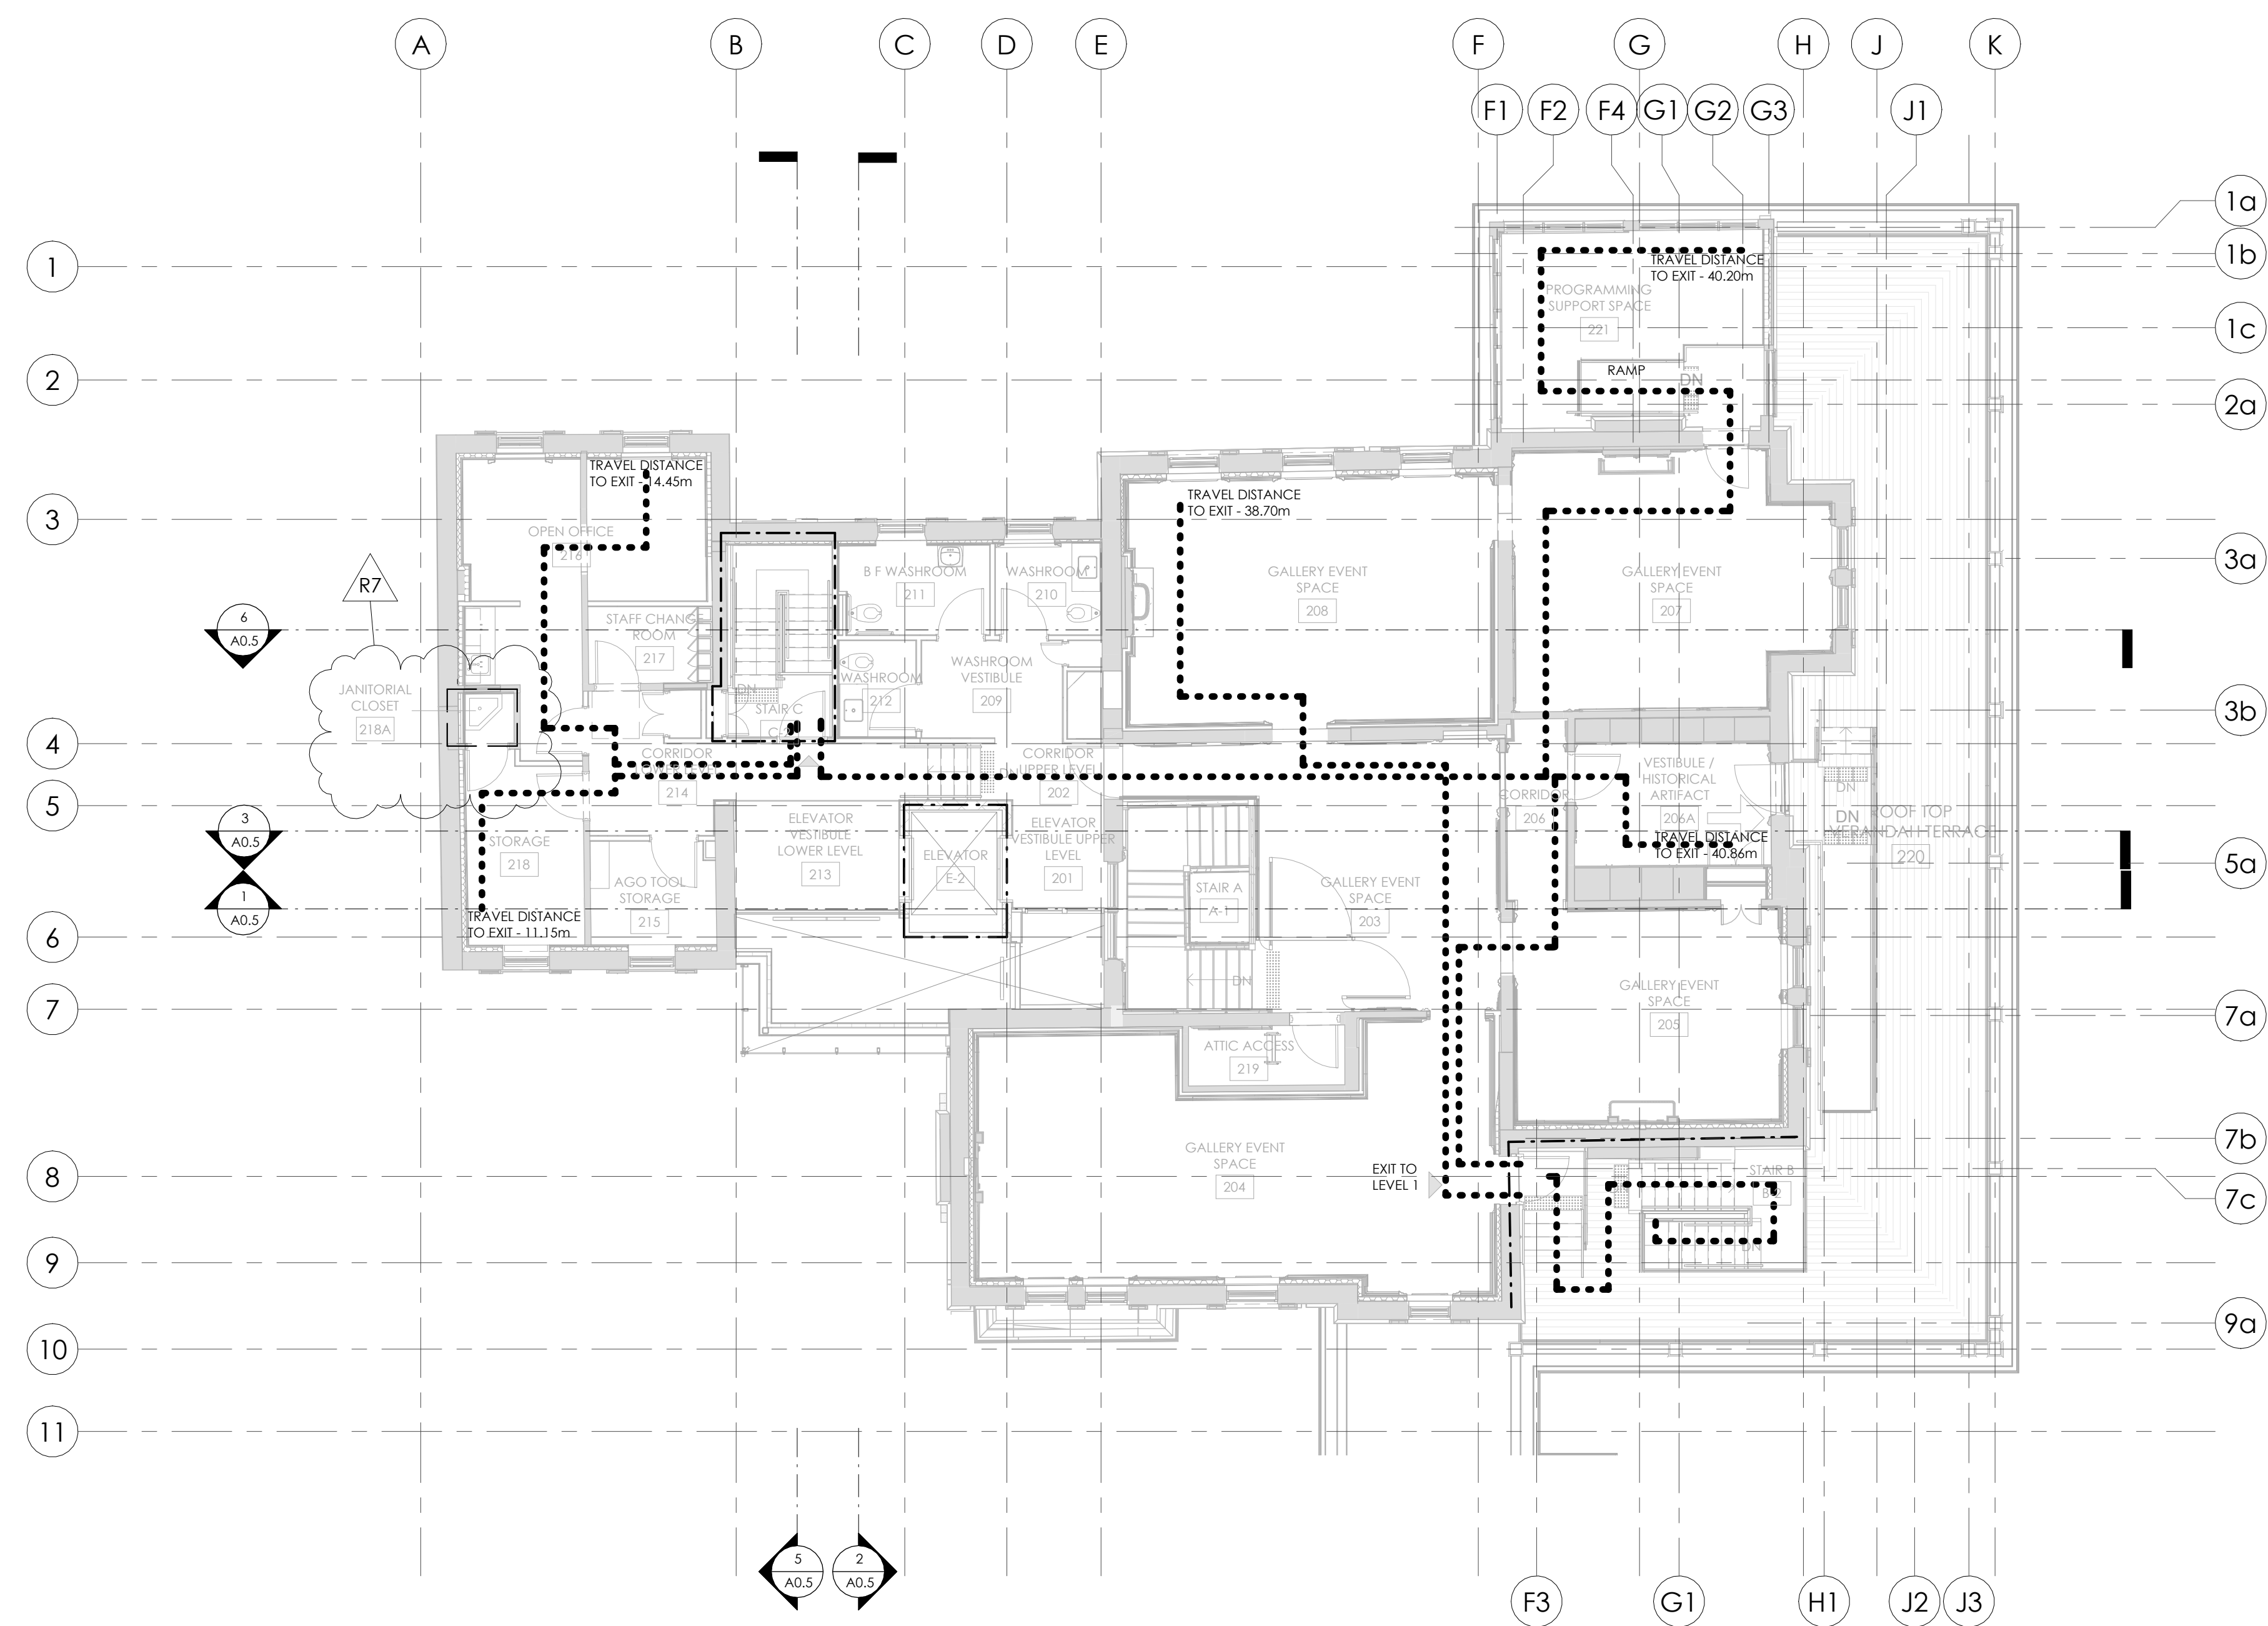 A
B
C
D
E
F
G
H
J
K
F1
F2
F4
G1
G2
G3
J1
1a
1
1b
TRAVEL DISTANCE
TO EXIT - 40.20m
PROGRAMMING
SUPPORT SPACE
221
1c
2
RAMP
DN
2a
TRAVEL DISTANCE
TO EXIT - 14.45m
TRAVEL DISTANCE
TO EXIT - 38.70m
3
OPEN OFFICE
216
3a
R7
B F WASHROOM
211
WASHROOM
210
GALLERY EVENT
SPACE
208
GALLERY EVENT
SPACE
207
6
A0.5
STAFF CHANGE
ROOM
217
JANITORIAL
CLOSET
218A
DN
STAIR C
WASHROOM
212
WASHROOM
VESTIBULE
209
3b
4
CORRIDOR
LOWER LEVEL
214
DN
CORRIDOR
UPPER LEVEL
202
VESTIBULE /
HISTORICAL
ARTIFACT
206A
DN
5
CORRIDOR
206
3
A0.5
ELEVATOR
VESTIBULE
LOWER LEVEL
213
ELEVATOR
VESTIBULE UPPER
LEVEL
201
DN
ROOF TOP
VERANDAH TERRACE
220
TRAVEL DISTANCE
TO EXIT - 40.86m
STORAGE
218
ELEVATOR
E-2
5a
AGO TOOL
STORAGE
215
STAIR A
A-1
GALLERY EVENT
SPACE
203
1
A0.5
TRAVEL DISTANCE
TO EXIT - 11.15m
6
DN
GALLERY EVENT
SPACE
205
7
7a
ATTIC ACCESS
219
7b
GALLERY EVENT
SPACE
204
8
EXIT TO
LEVEL 1
STAIR B
B-2
7c
DN
9
9a
10
11
5
A0.5
2
A0.5
F3
G1
H1
J2
J3